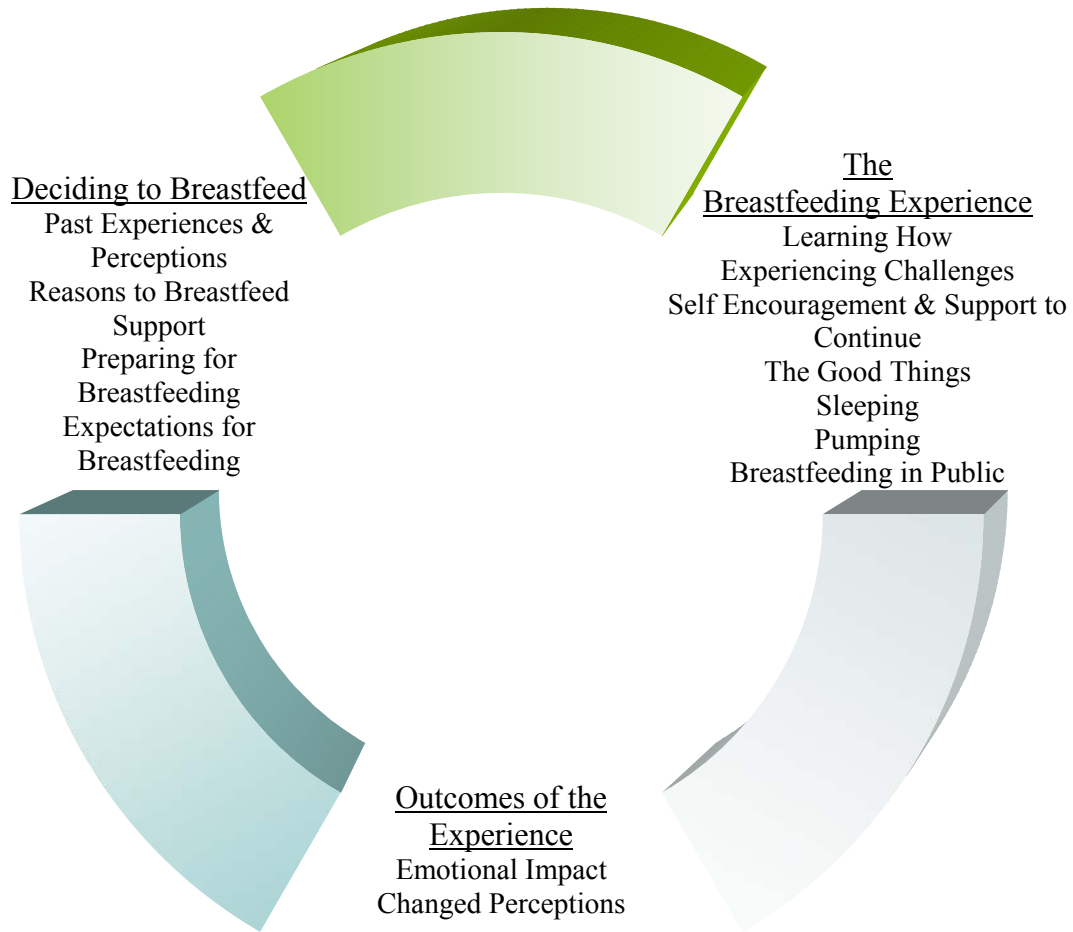 Deciding to Breastfeed
Past Experiences &
Perceptions
Reasons to Breastfeed
Support
Preparing for
Breastfeeding
Expectations for
Breastfeeding
The
Breastfeeding Experience
Learning How
Experiencing Challenges
Self Encouragement & Support to
Continue
The Good Things
Sleeping
Pumping
Breastfeeding in Public
Outcomes of the
Experience
Emotional Impact
Changed Perceptions